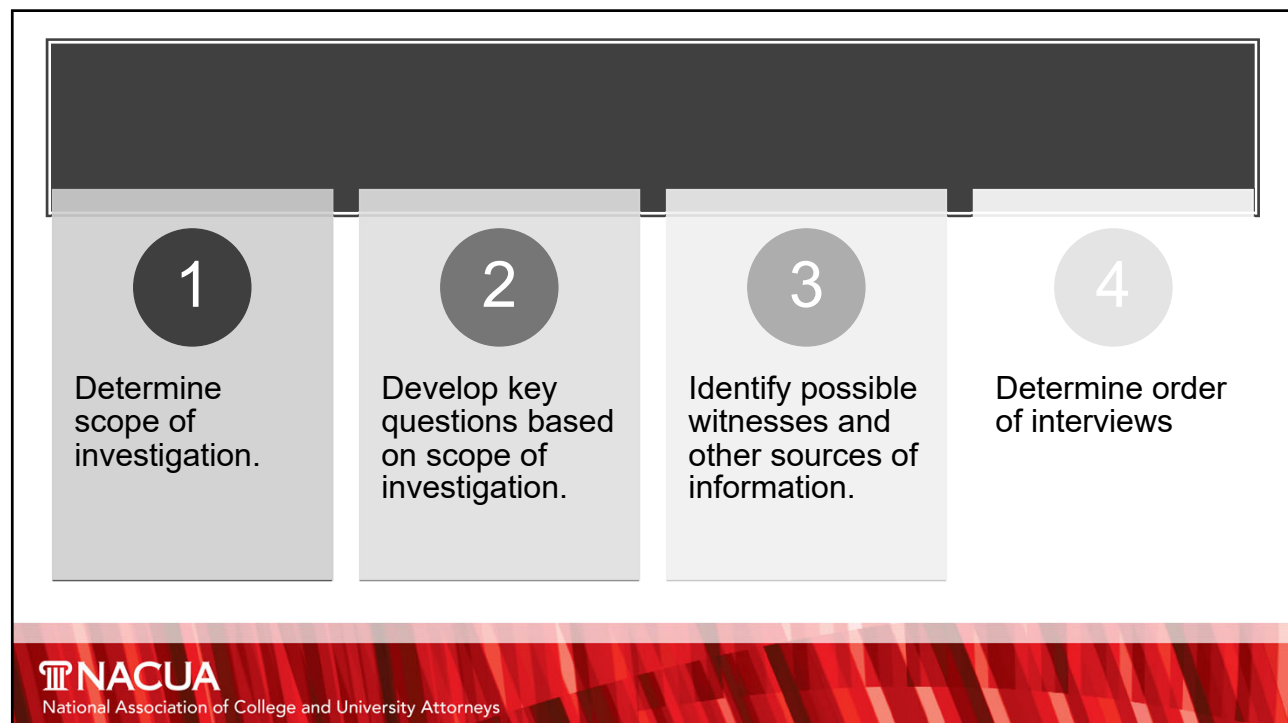 1
Determine
scope of
investigation.
2
Develop key
questions based
on scope of
investigation.
3
Identify possible
witnesses and
other sources of
information.
4
Determine order
of interviews
NACUA
National Association of College and University Attorneys